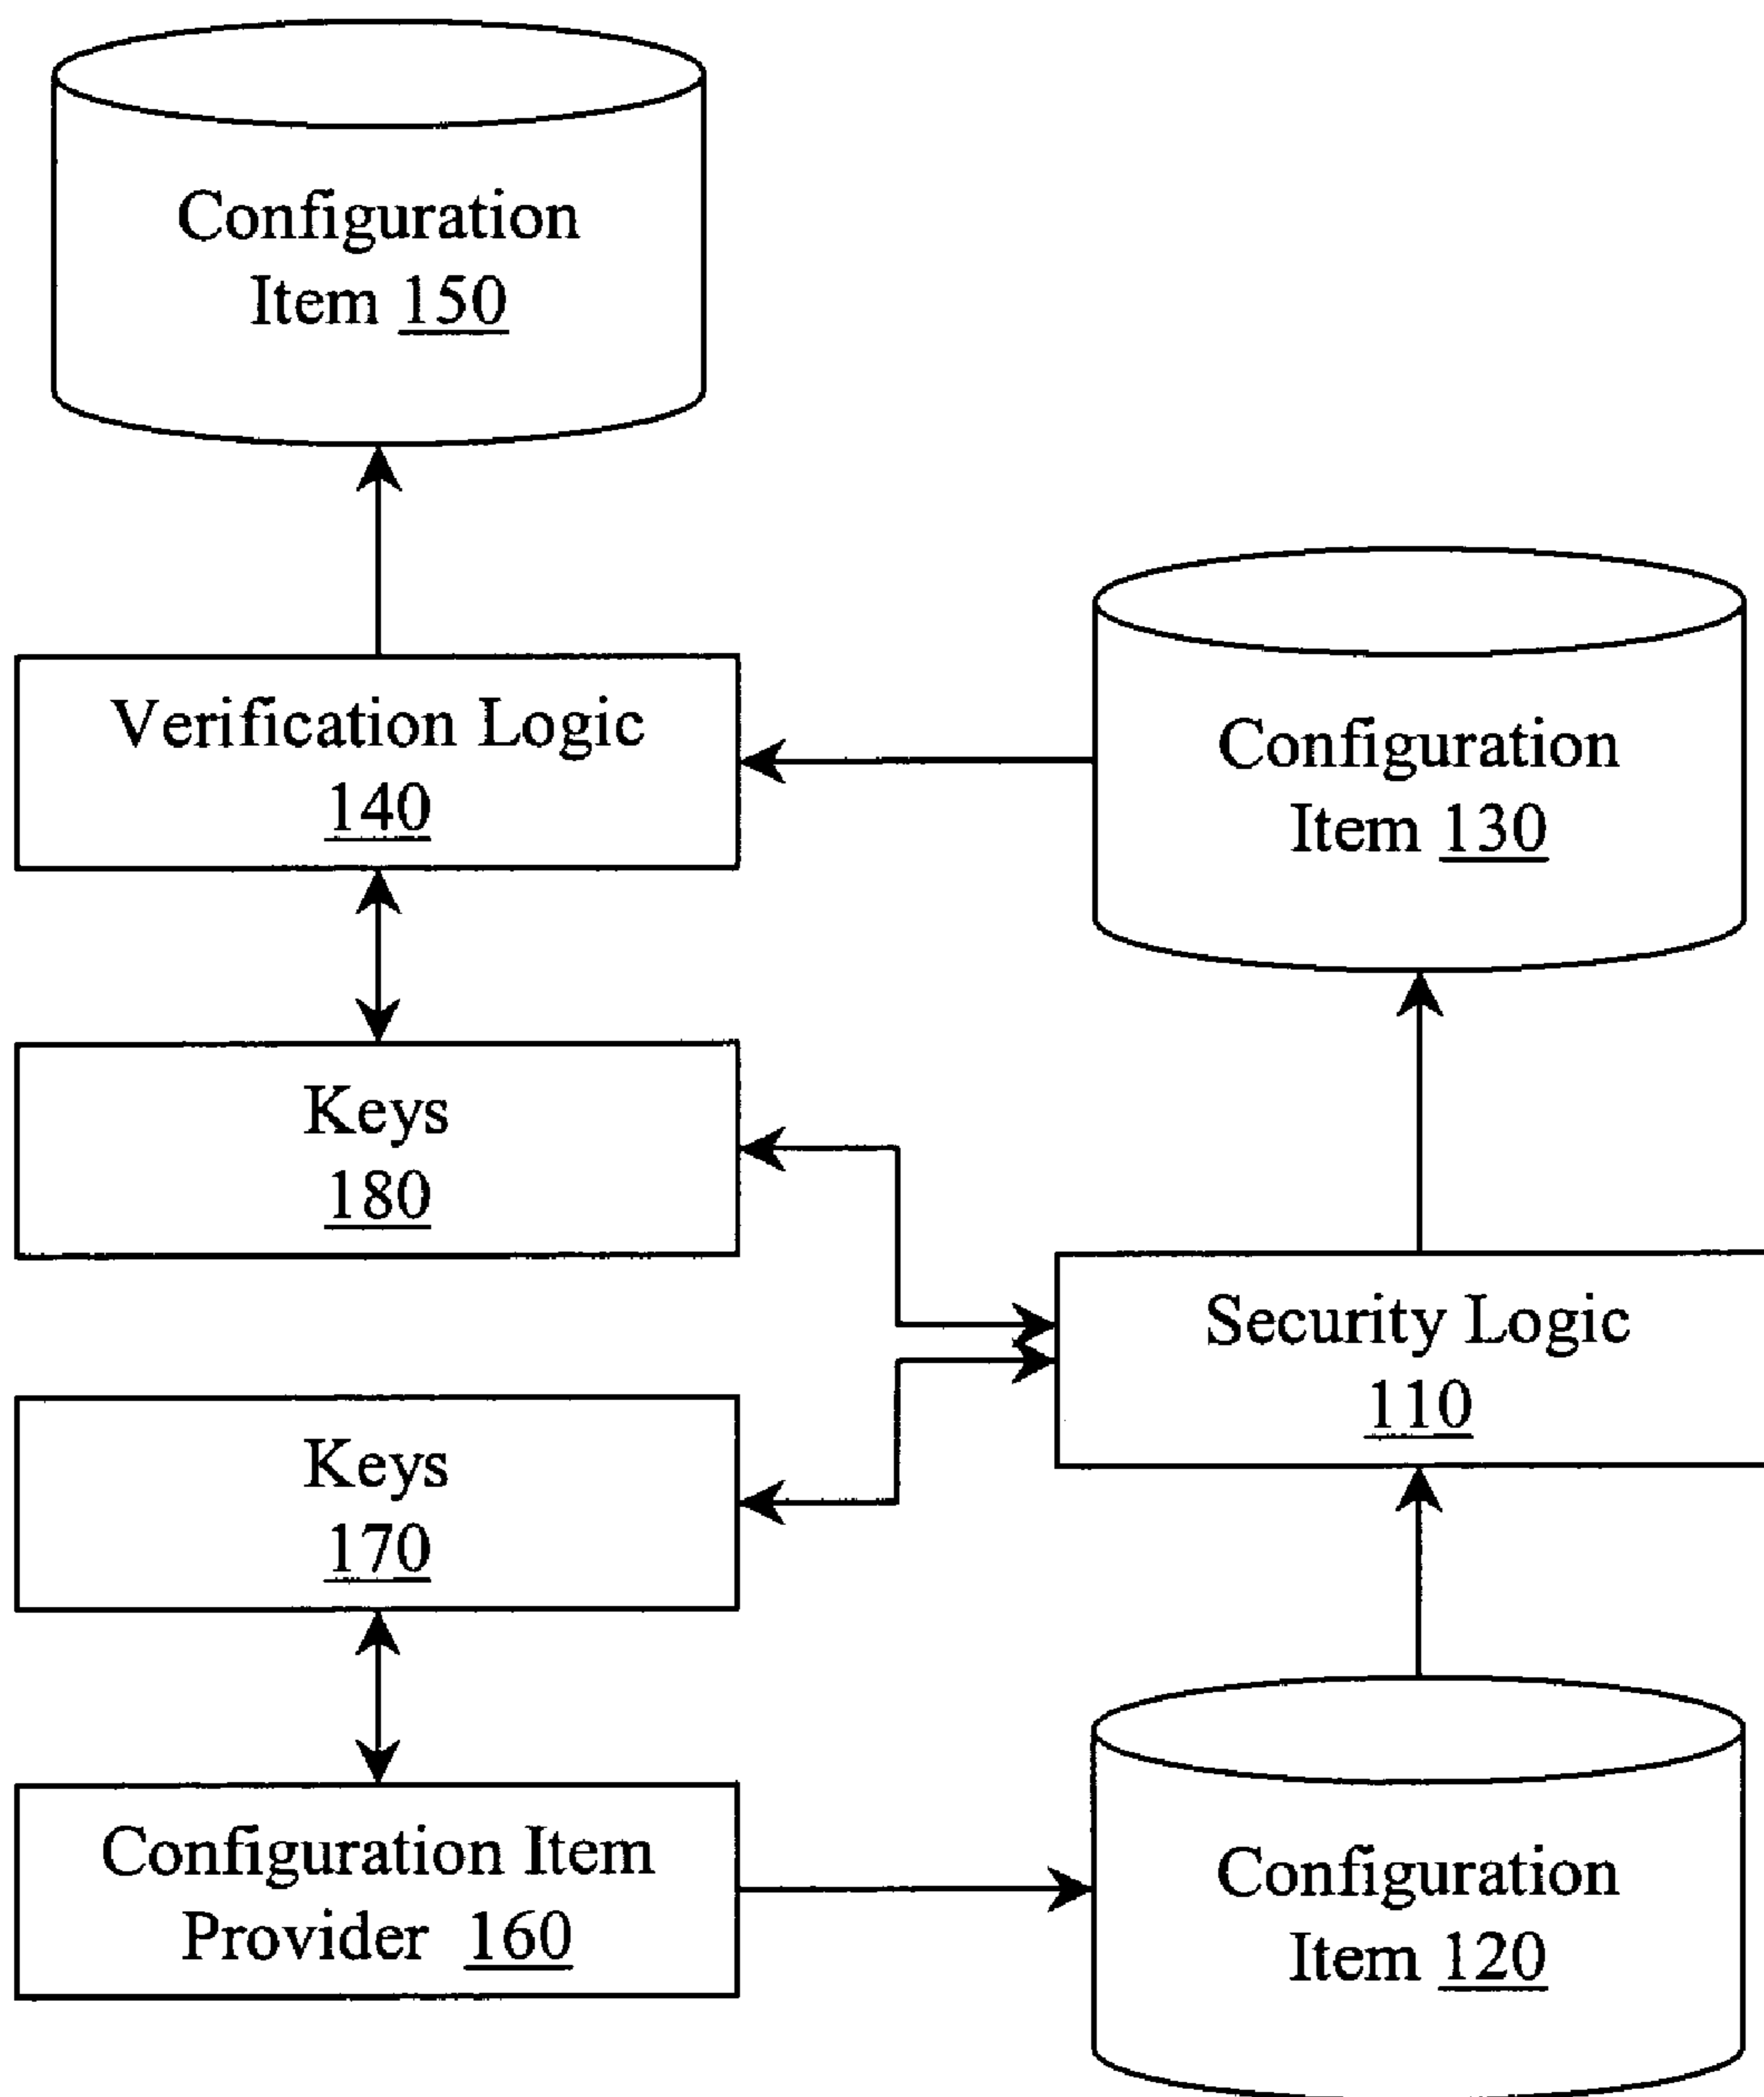 Configuration
Item 150
Verification Logic
140
Configuration
Item 130
Keys
180
Security Logic
110
Keys
170
Configuration Item
Provider 160
Configuration
Item 120